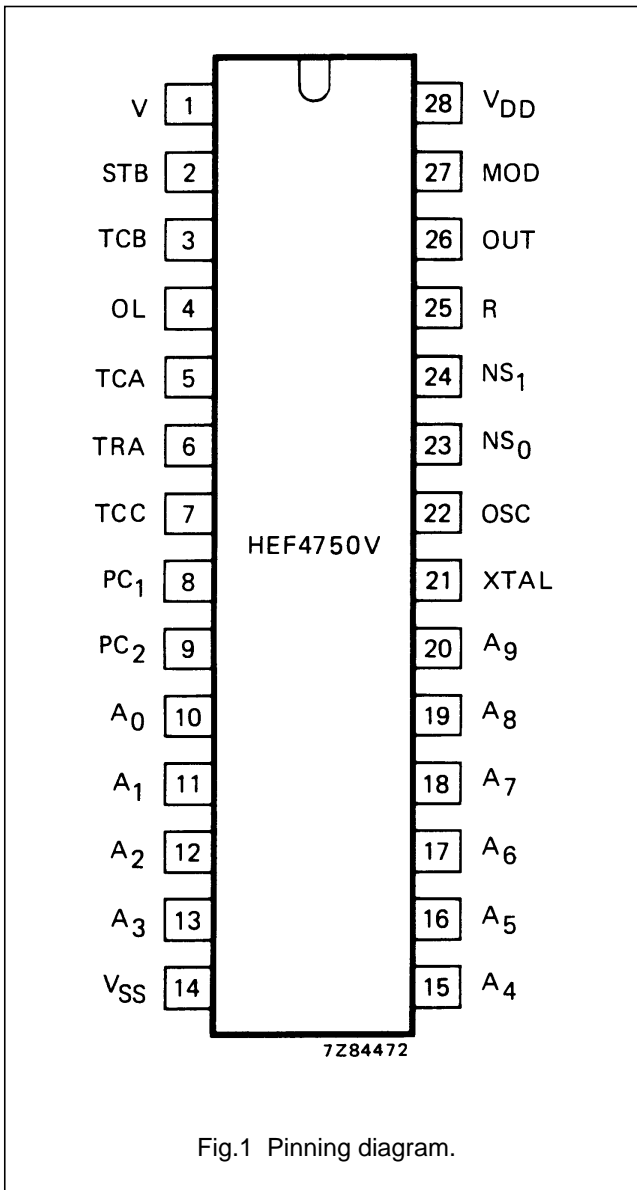 V 1 28 VDD
STB 2 27 MOD
TCB 3 26 OUT
OL 4 25 R
TCA 5 24 NS1
TRA 6 23 NS0
TCC 7 22 OSC
HEF4750V
PC1 8 21 XTAL
PC2 9 20 A9
A0 10 19 A8
A1 11 18 A7
A2 12 17 A6
A3 13 16 A5
VSS 14 15 A4
7Z84472
Fig.1 Pinning diagram.